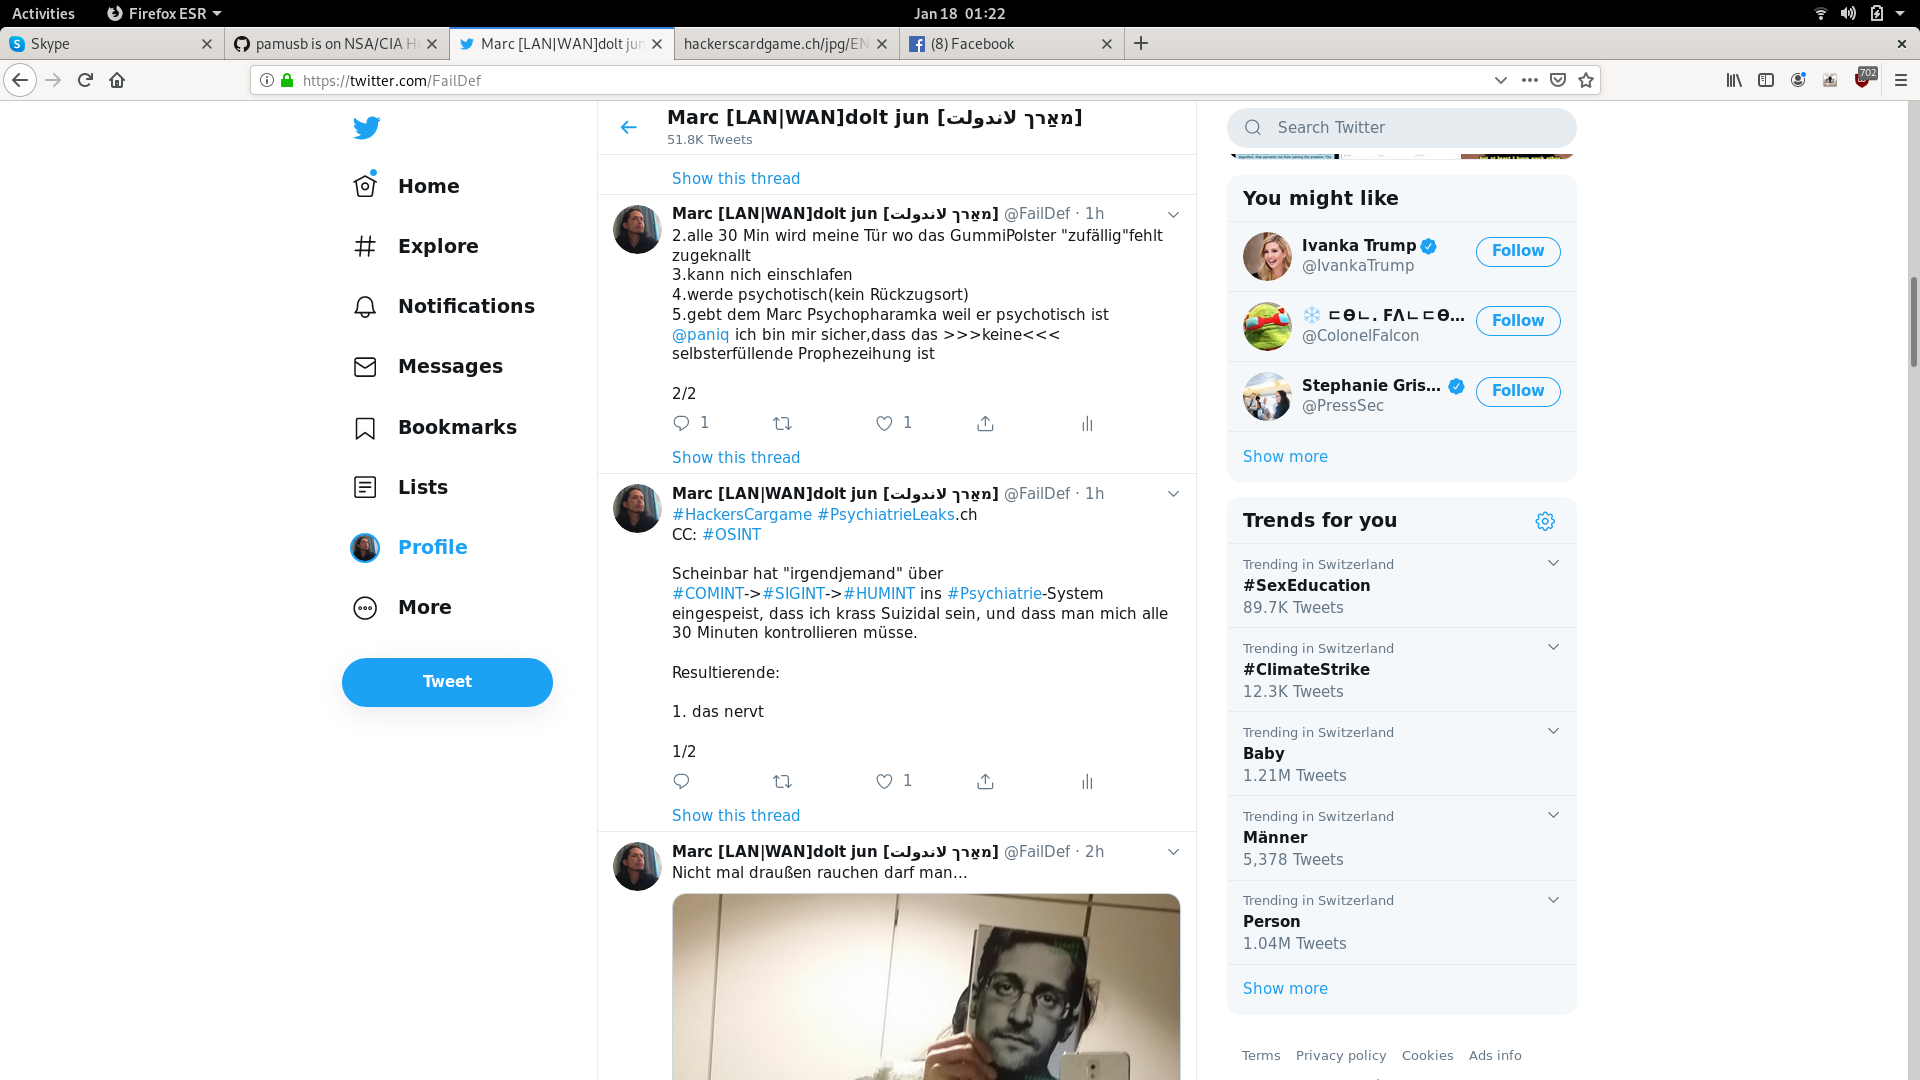 Activities
Firefox ESR
Jan 18 01:22
Skype
pamusb is on NSA/CIA H
Marc [LAN|WAN]dolt jun
hackerscardgame.ch/jpg/EN
(8) Facebook
https://twitter.com/FailDef
702
Home
Explore
Notifications
Messages
Bookmarks
Lists
Profile
More
Tweet
Marc [LAN|WAN]dolt jun [מאַרך לאندولت]
51.8K Tweets
Show this thread
Marc [LAN|WAN]dolt jun [מאַרך لاندولت] @FailDef · 1h
2.alle 30 Min wird meine Tür wo das GummiPolster "zufällig"fehlt
zugeknallt
3.kann nich einschlafen
4.werde psychotisch(kein Rückzugsort)
5.gebt dem Marc Psychopharamka weil er psychotisch ist
@paniq ich bin mir sicher,dass das >>>keine<<<
selbsterfüllende Prophezeihung ist
2/2
1 1
Show this thread
Marc [LAN|WAN]dolt jun [מאַרך لاندولت] @FailDef · 1h
#HackersCargame #PsychiatrieLeaks.ch
CC: #OSINT
Scheinbar hat "irgendjemand" über
#COMINT->#SIGINT->#HUMINT ins #Psychiatrie-System
eingespeist, dass ich krass Suizidal sein, und dass man mich alle
30 Minuten kontrollieren müsse.
Resultierende:
1. das nervt
1/2
1
Show this thread
Marc [LAN|WAN]dolt jun [מאַרך لاندولت] @FailDef · 2h
Nicht mal draußen rauchen darf man...
Search Twitter
You might like
Ivanka Trump
@IvankaTrump
Follow
@ColonelFalcon
Follow
Stephanie Gris...
@PressSec
Follow
Show more
Trends for you
Trending in Switzerland
#SexEducation
89.7K Tweets
Trending in Switzerland
#ClimateStrike
12.3K Tweets
Trending in Switzerland
Baby
1.21M Tweets
Trending in Switzerland
Männer
5,378 Tweets
Trending in Switzerland
Person
1.04M Tweets
Show more
Terms Privacy policy Cookies Ads info